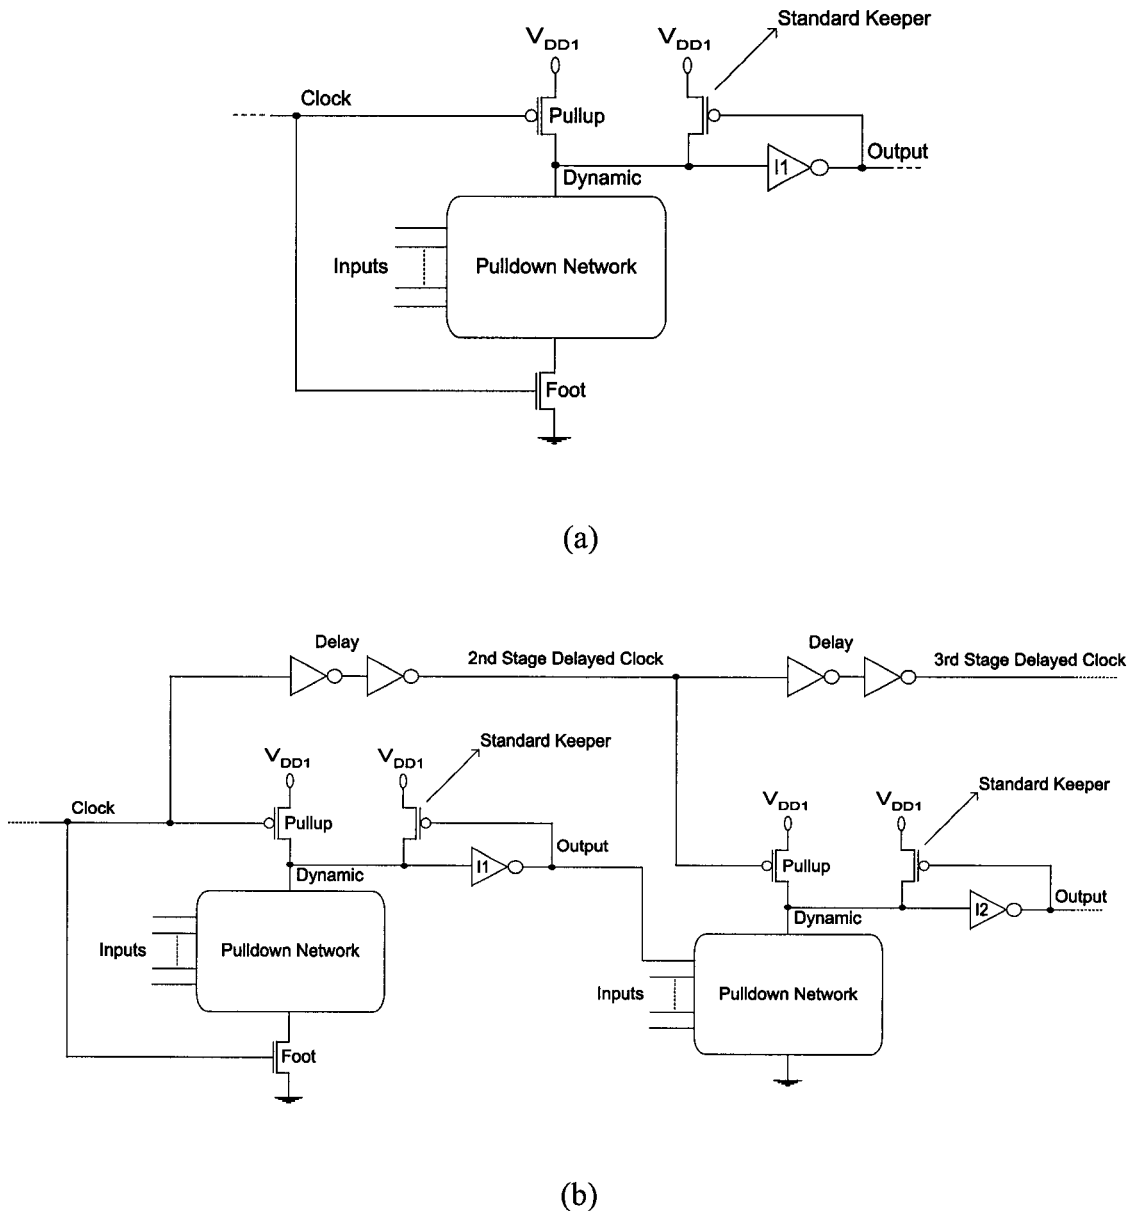 Standard Keeper
VDD1
VDD1
Clock
Pullup
I1
Output
Dynamic
Inputs
Pulldown Network
Foot
(a)
Delay
2nd Stage Delayed Clock
Delay
3rd Stage Delayed Clock
Standard Keeper
VDD1
VDD1
Clock
Pullup
Output
I1
Dynamic
Inputs
Pulldown Network
Foot
Standard Keeper
VDD1
VDD1
Pullup
Output
I2
Dynamic
Inputs
Pulldown Network
(b)